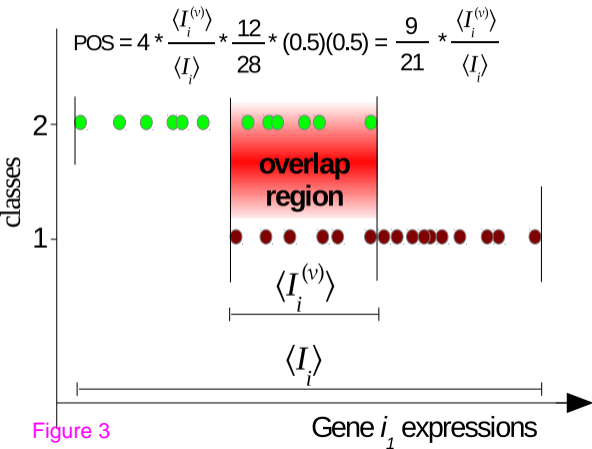 POS = 4 * ⟨I_i^(v)⟩ / ⟨I_i⟩ * 12 / 28 * (0.5)(0.5) = 9 / 21 * ⟨I_i^(v)⟩ / ⟨I_i⟩
2
overlap
region
classes
1
⟨I_i^(v)⟩
⟨I_i⟩
Gene i_1 expressions
Figure 3